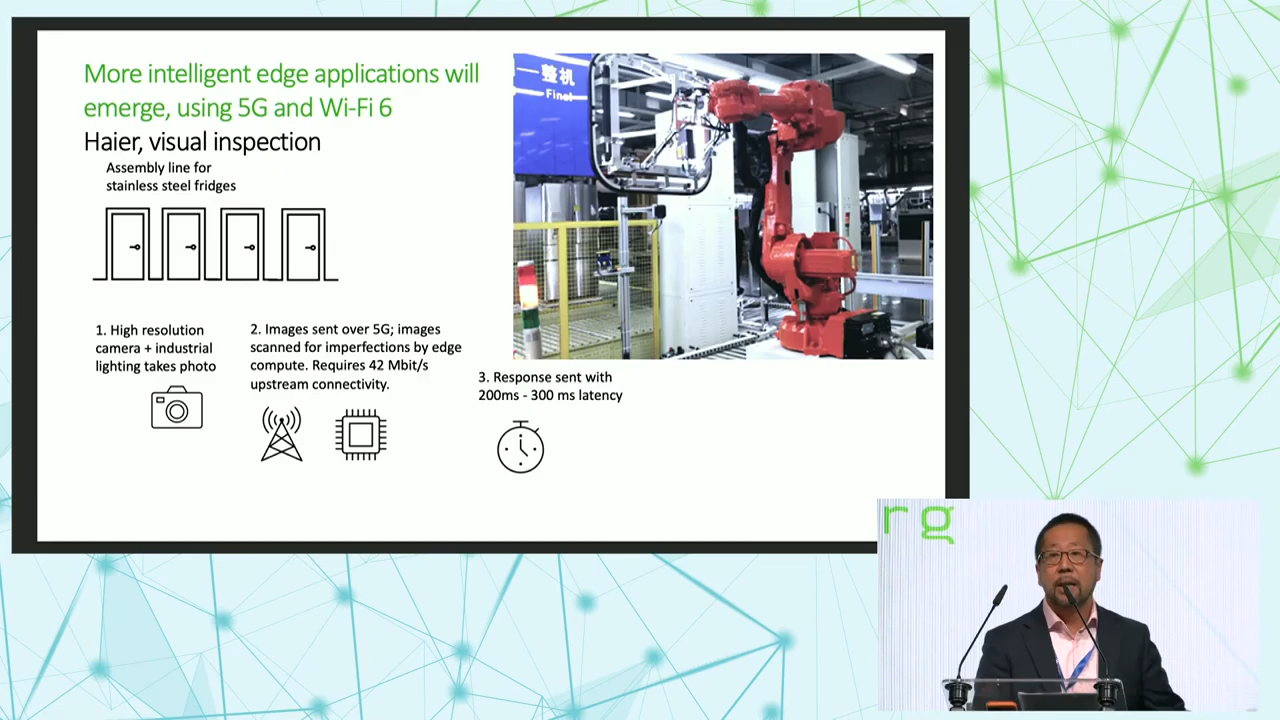 More intelligent edge applications will
emerge, using 5G and Wi-Fi 6
Haier, visual inspection
Assembly line for
stainless steel fridges
整机
Final
1. High resolution
camera + industrial
lighting takes photo
2. Images sent over 5G; images
scanned for imperfections by edge
compute. Requires 42 Mbit/s
upstream connectivity.
3. Response sent with
200ms - 300 ms latency
rg